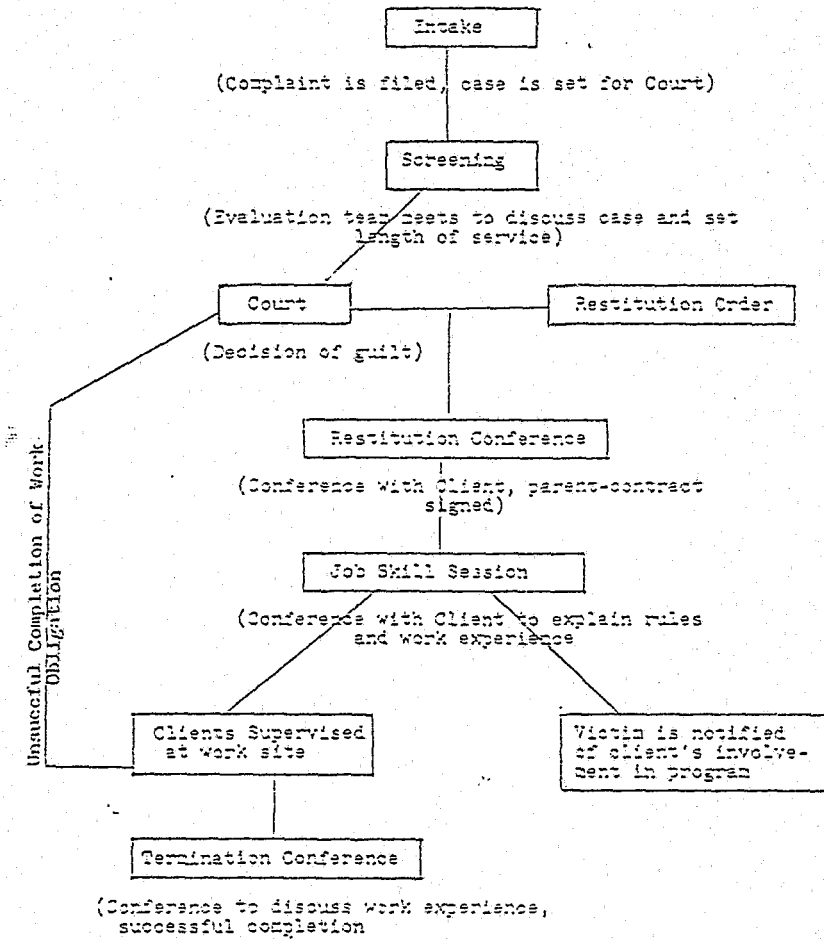 Intake
(Complaint is filed, case is set for Court)
Screening
(Evaluation team meets to discuss case and set
length of service)
Court
Restitution Order
(Decision of guilt)
Restitution Conference
(Conference with Client, parent-contract
signed)
Job Skill Session
(Conference with Client to explain rules
and work experience
Unsuccful Completion of Work
Obligation
Clients Supervised
at work site
Victim is notified
of client's involve-
ment in program
Termination Conference
(Conference to discuss work experience,
successful completion